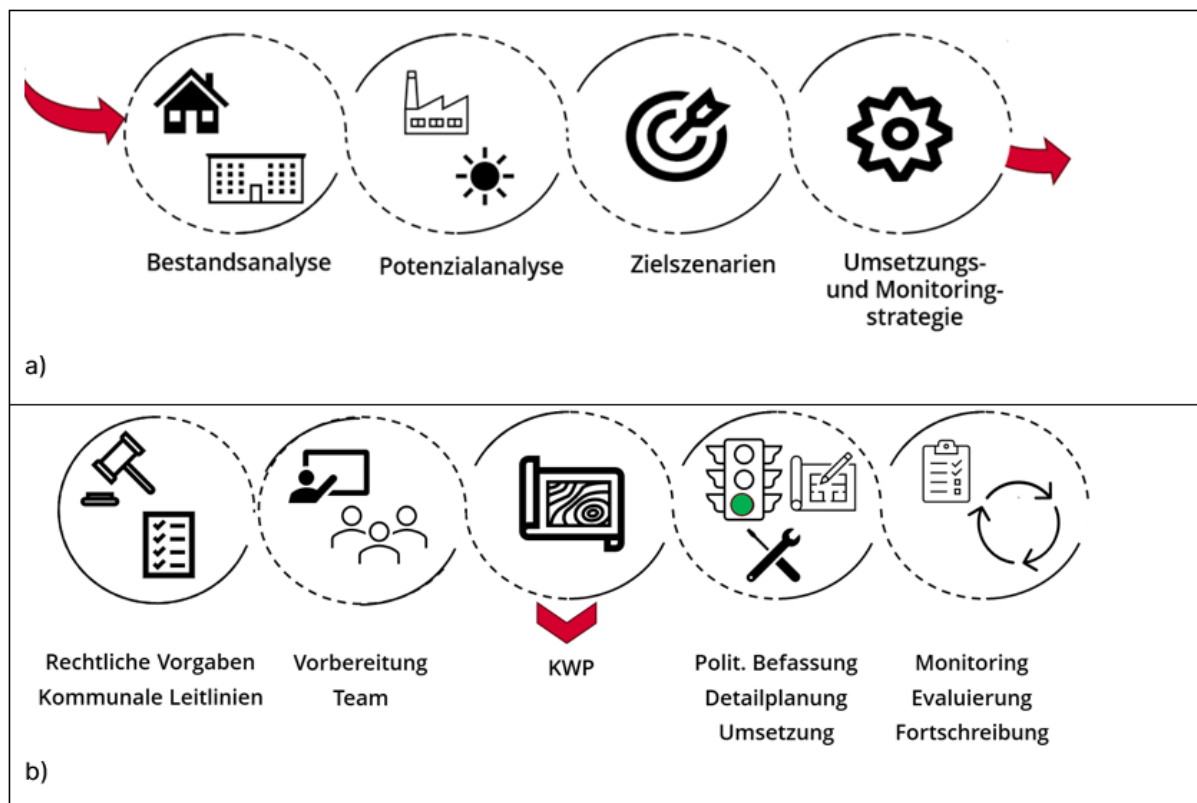 Bestandsanalyse
Potenzialanalyse
Zielszenarien
Umsetzungs-
und Monitoring-
strategie
a)
Rechtliche Vorgaben
Kommunale Leitlinien
Vorbereitung
Team
KWP
Polit. Befassung
Detailplanung
Umsetzung
Monitoring
Evaluierung
Fortschreibung
b)